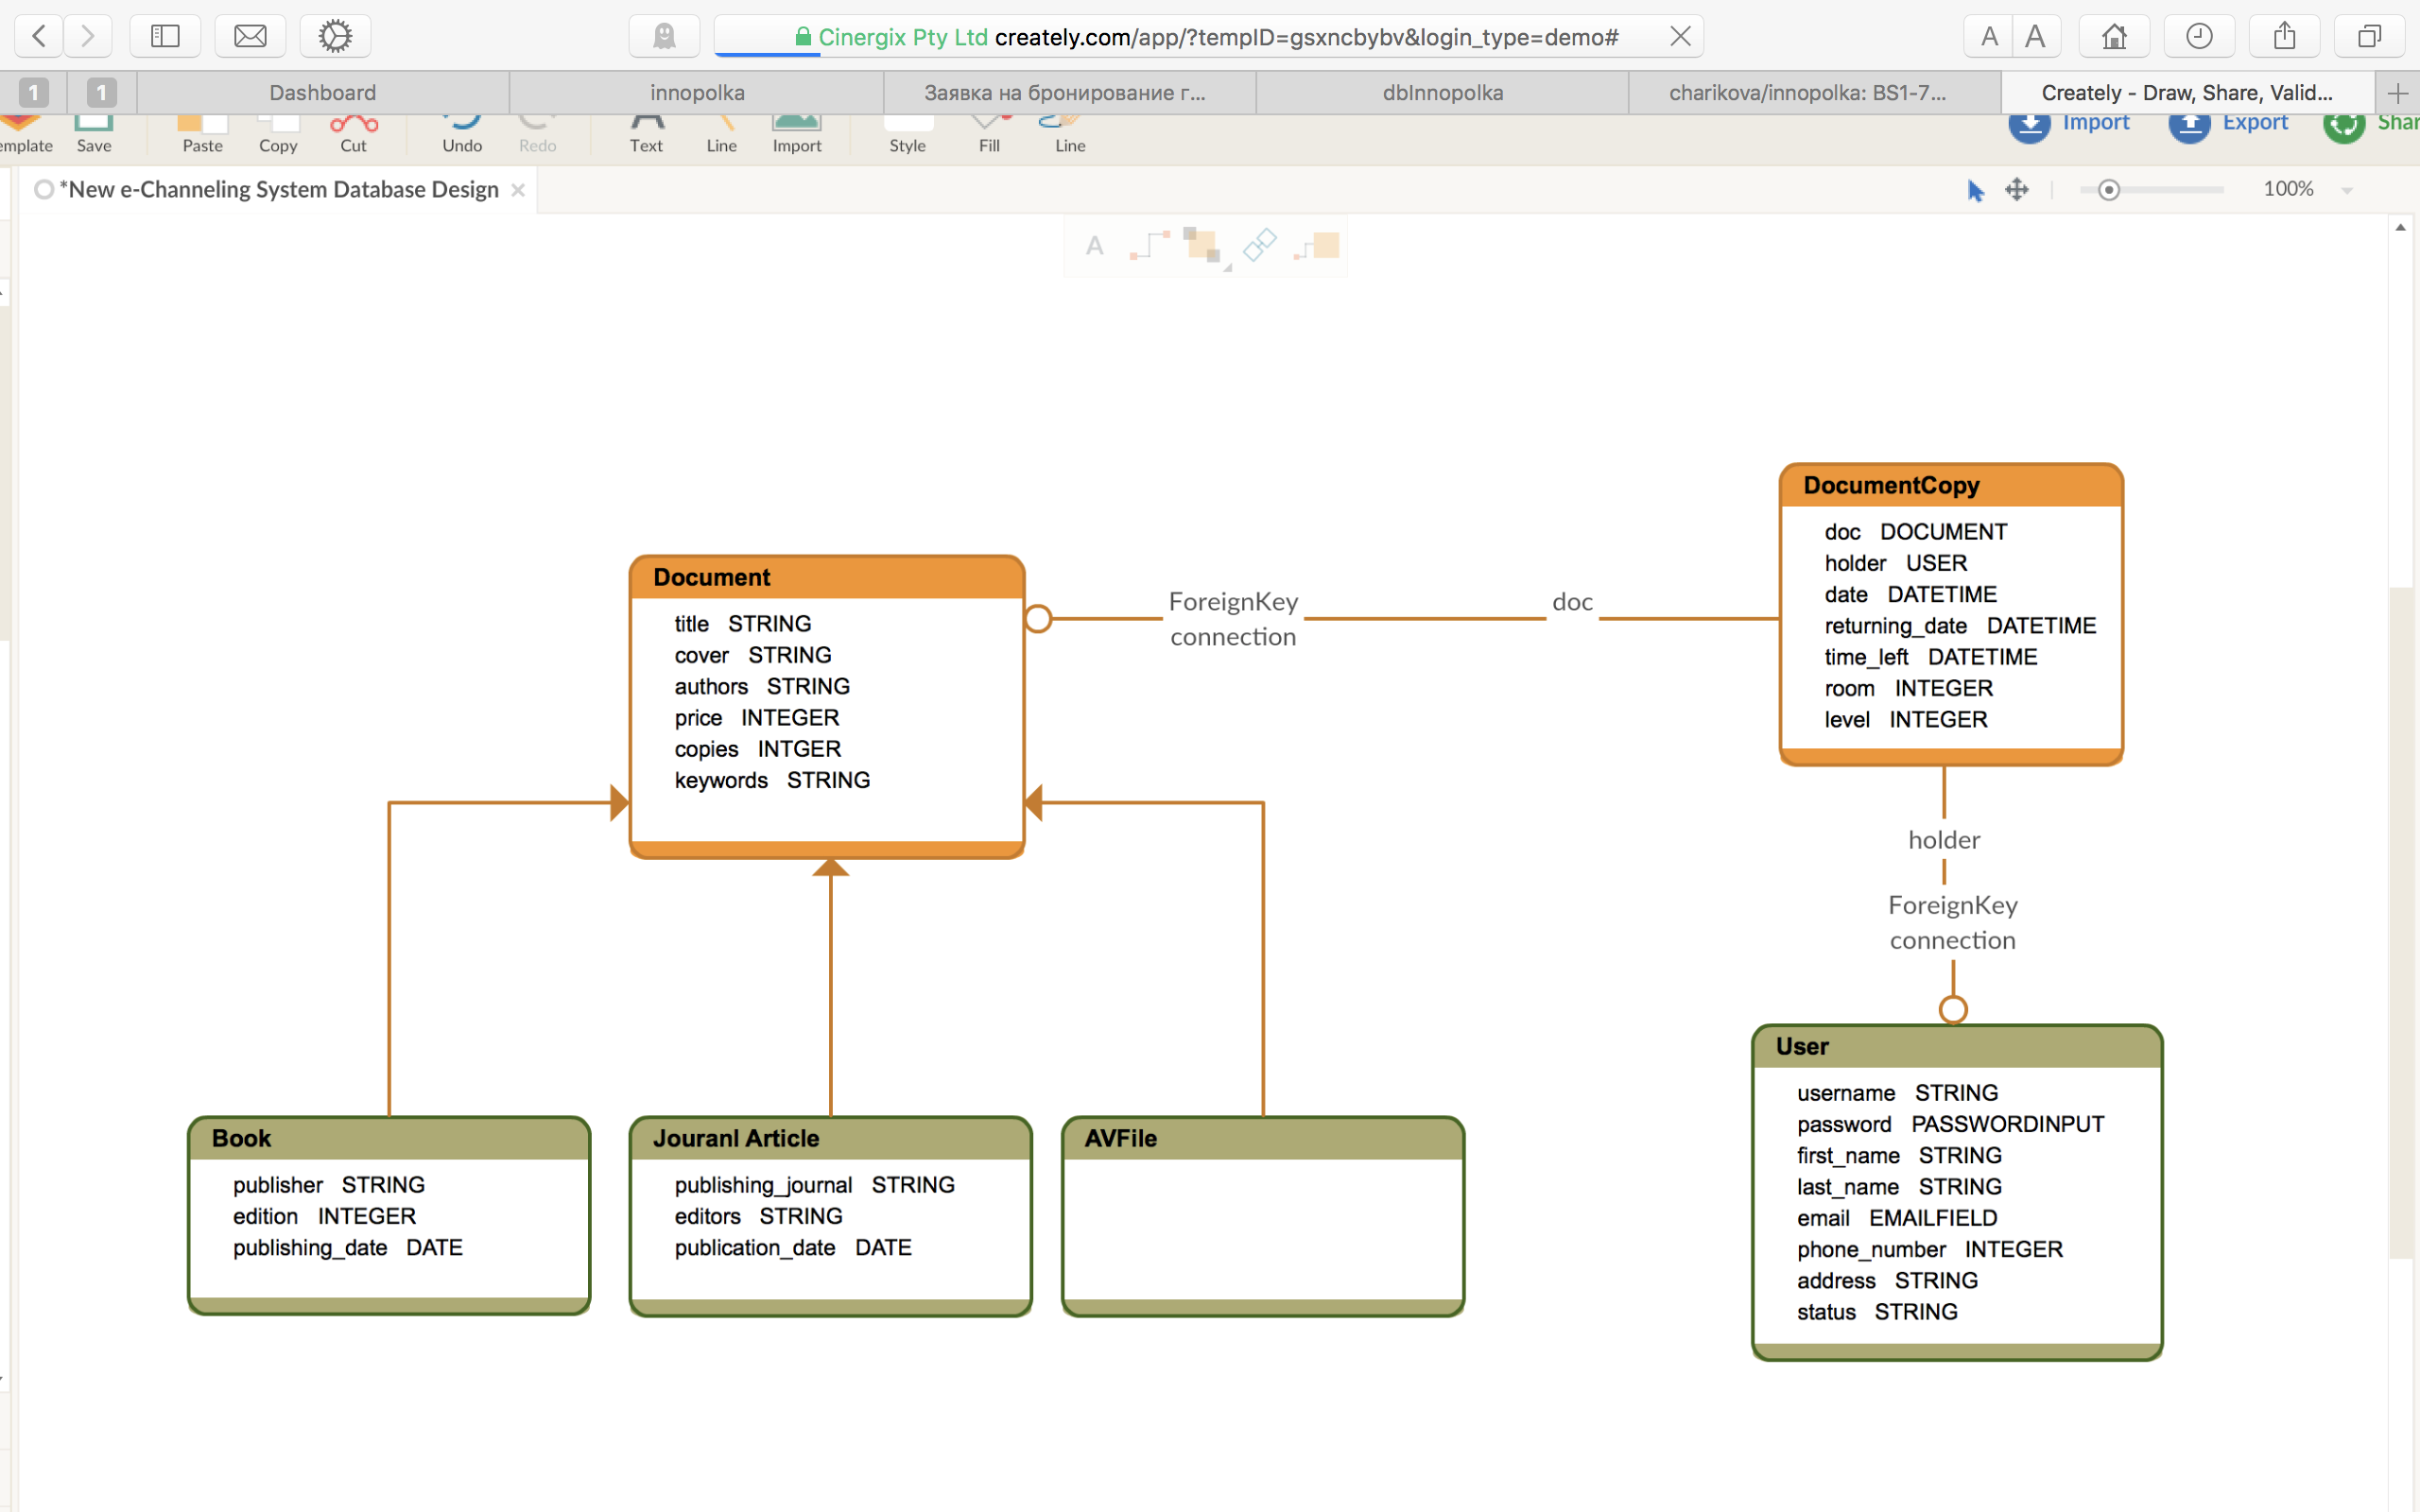 Cinergix Pty Ltd creately.com/app/?tempID=gsxncbybv&login_type=demo#
A A
1 1 Dashboard innopolka Заявка на бронирование г... dbInnopolka charikova/innopolka: BS1-7... Creately - Draw, Share, Valid...
emplate Save Paste Copy Cut Undo Redo Text Line Import Style Fill Line Import Export Shar
*New e-Channeling System Database Design 100%
A
DocumentCopy
doc DOCUMENT
holder USER
date DATETIME
returning_date DATETIME
time_left DATETIME
room INTEGER
level INTEGER
Document
title STRING
cover STRING
authors STRING
price INTEGER
copies INTGER
keywords STRING
ForeignKey
connection
doc
holder
ForeignKey
connection
User
username STRING
password PASSWORDINPUT
first_name STRING
last_name STRING
email EMAILFIELD
phone_number INTEGER
address STRING
status STRING
Book
publisher STRING
edition INTEGER
publishing_date DATE
Jouranl Article
publishing_journal STRING
editors STRING
publication_date DATE
AVFile